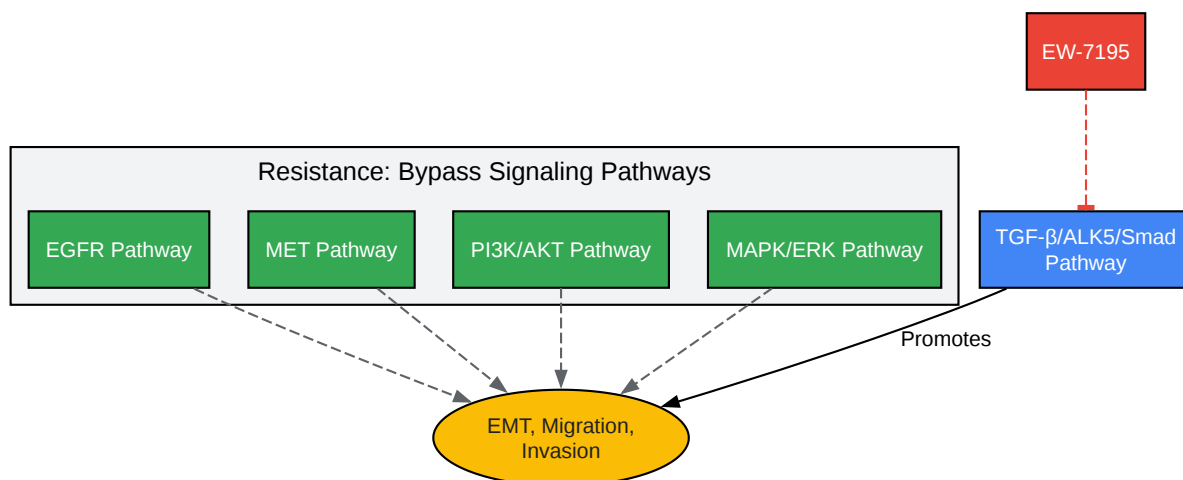 EW-7195
Resistance: Bypass Signaling Pathways
EGFR Pathway
MET Pathway
PI3K/AKT Pathway
MAPK/ERK Pathway
TGF-β/ALK5/Smad
Pathway
Promotes
EMT, Migration,
Invasion